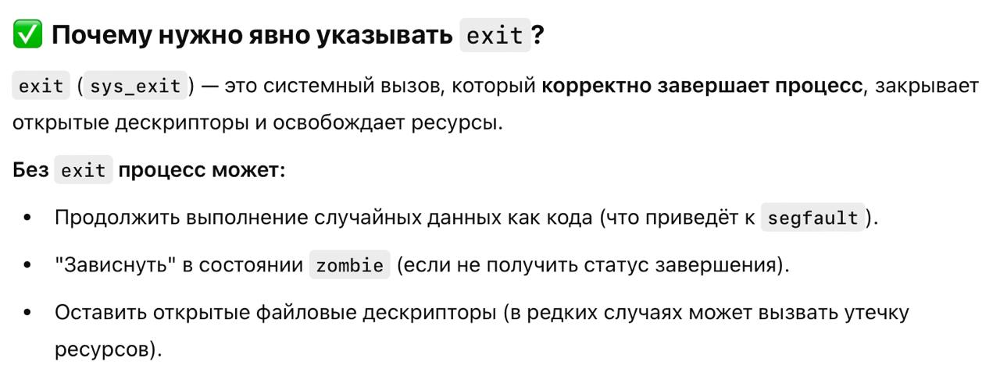 ✅ Почему нужно явно указывать exit?
exit (sys_exit) — это системный вызов, который корректно завершает процесс, закрывает
открытые дескрипторы и освобождает ресурсы.
Без exit процесс может:
• Продолжить выполнение случайных данных как кода (что приведёт к segfault).
• "Зависнуть" в состоянии zombie (если не получить статус завершения).
• Оставить открытые файловые дескрипторы (в редких случаях может вызвать утечку
ресурсов).